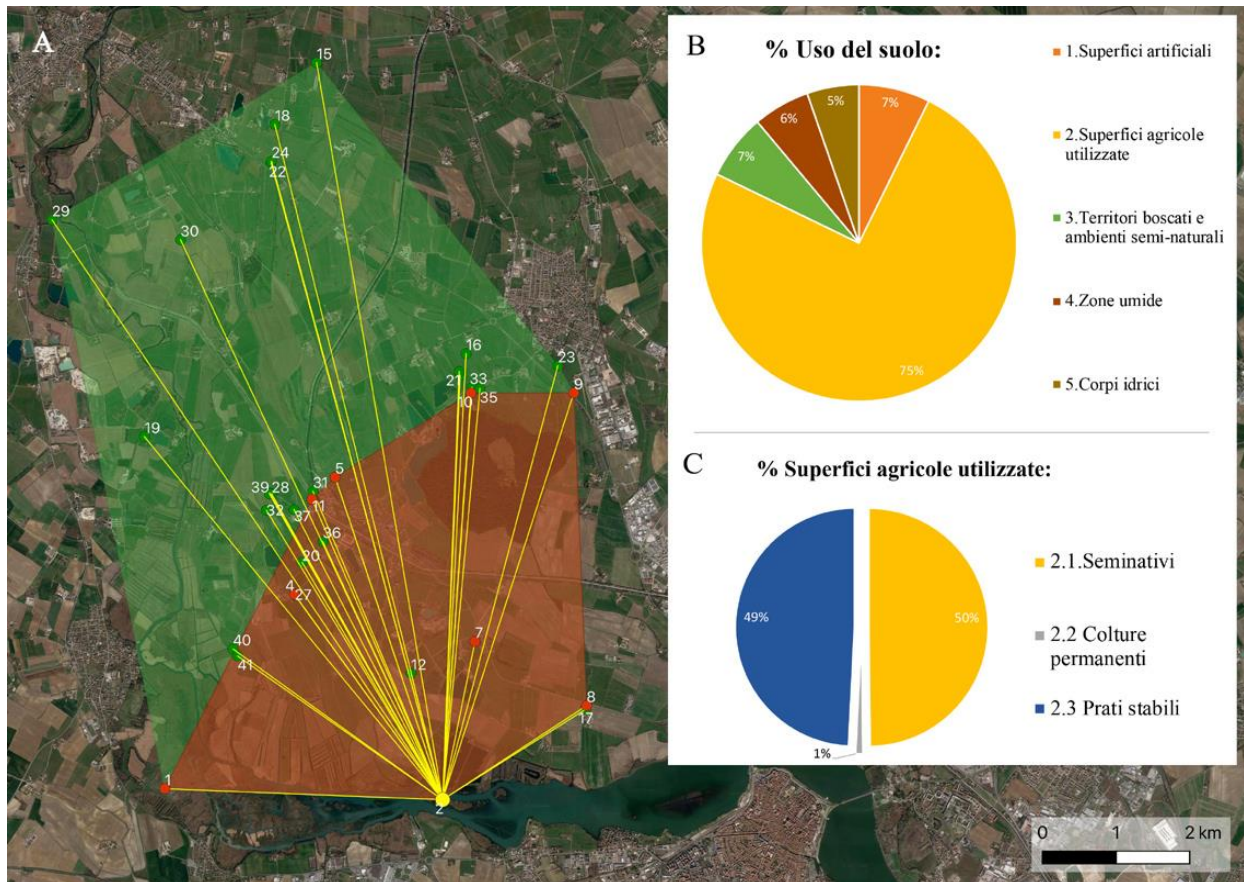 A
15
18
24
22
29
30
16
23
21
33
9
10
35
19
5
39 28
31
11
32
37
36
20
4
27
40
7
41
12
8
17
1
2
0 1 2 km
B
% Uso del suolo:
5%
7%
6%
7%
75%
1.Superfici artificiali
2.Superfici agricole
utilizzate
3.Territori boscati e
ambienti semi-naturali
4.Zone umide
5.Corpi idrici
C
% Superfici agricole utilizzate:
49%
50%
1%
2.1.Seminativi
2.2 Colture
permanenti
2.3 Prati stabili